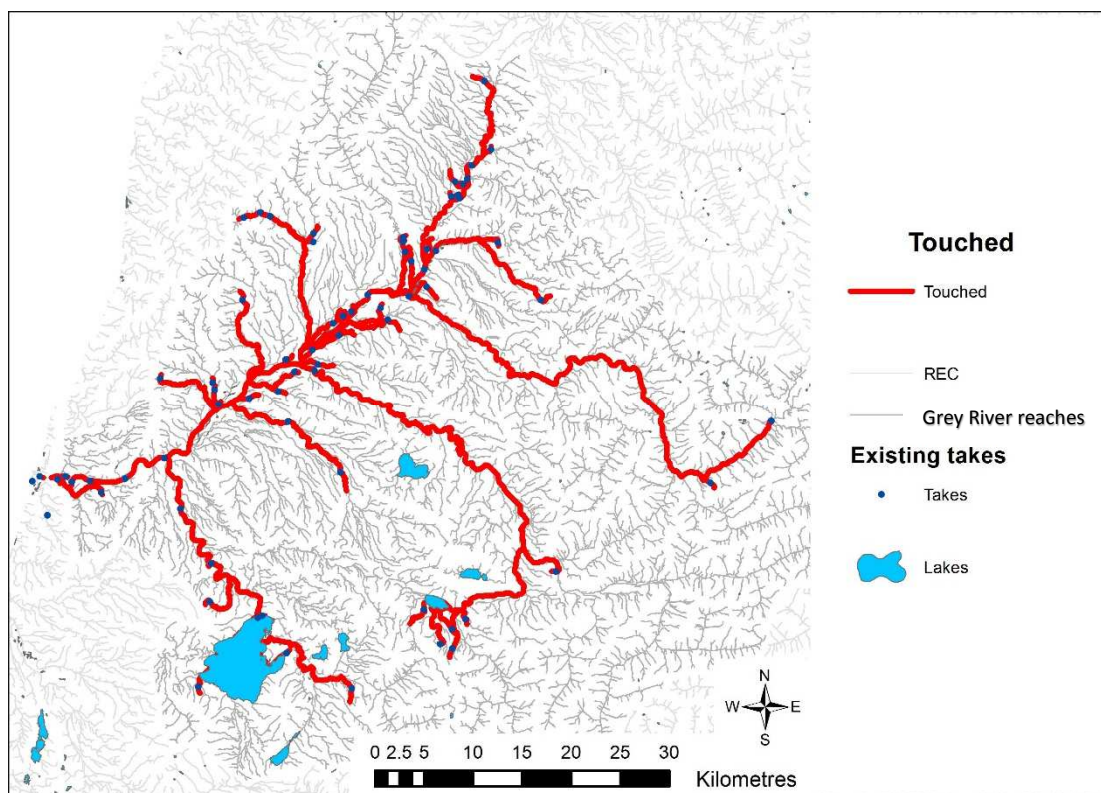 Touched
Touched
REC
Grey River reaches
Existing takes
Takes
Lakes
N
W E
S
0 2.5 5 10 15 20 25 30
Kilometres